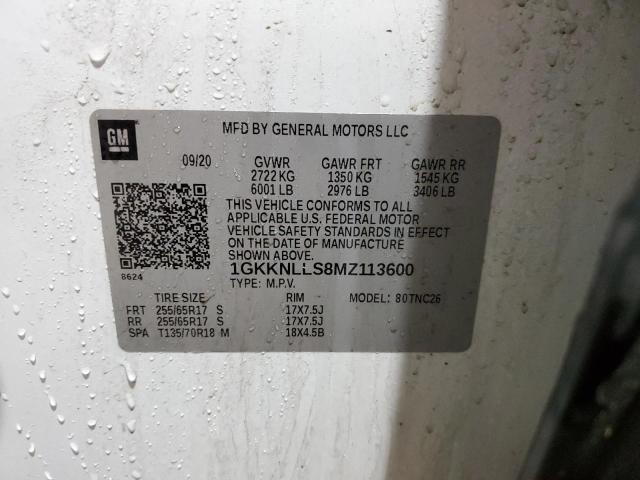 GM
MFD BY GENERAL MOTORS LLC
09/20 GVWR GAWR FRT GAWR RR
2722 KG 1350 KG 1545 KG
6001 LB 2976 LB 3406 LB
THIS VEHICLE CONFORMS TO ALL
APPLICABLE U.S. FEDERAL MOTOR
VEHICLE SAFETY STANDARDS IN EFFECT
ON THE DATE OF MANUFACTURE
SHOWN ABOVE.
8624
1GKKNLLS8MZ113600
TYPE: M.P.V.
TIRE SIZE RIM MODEL: 80TNC26
FRT 255/65R17 S 17X7.5J
RR 255/65R17 S 17X7.5J
SPA T135/70R18 M 18X4.5B